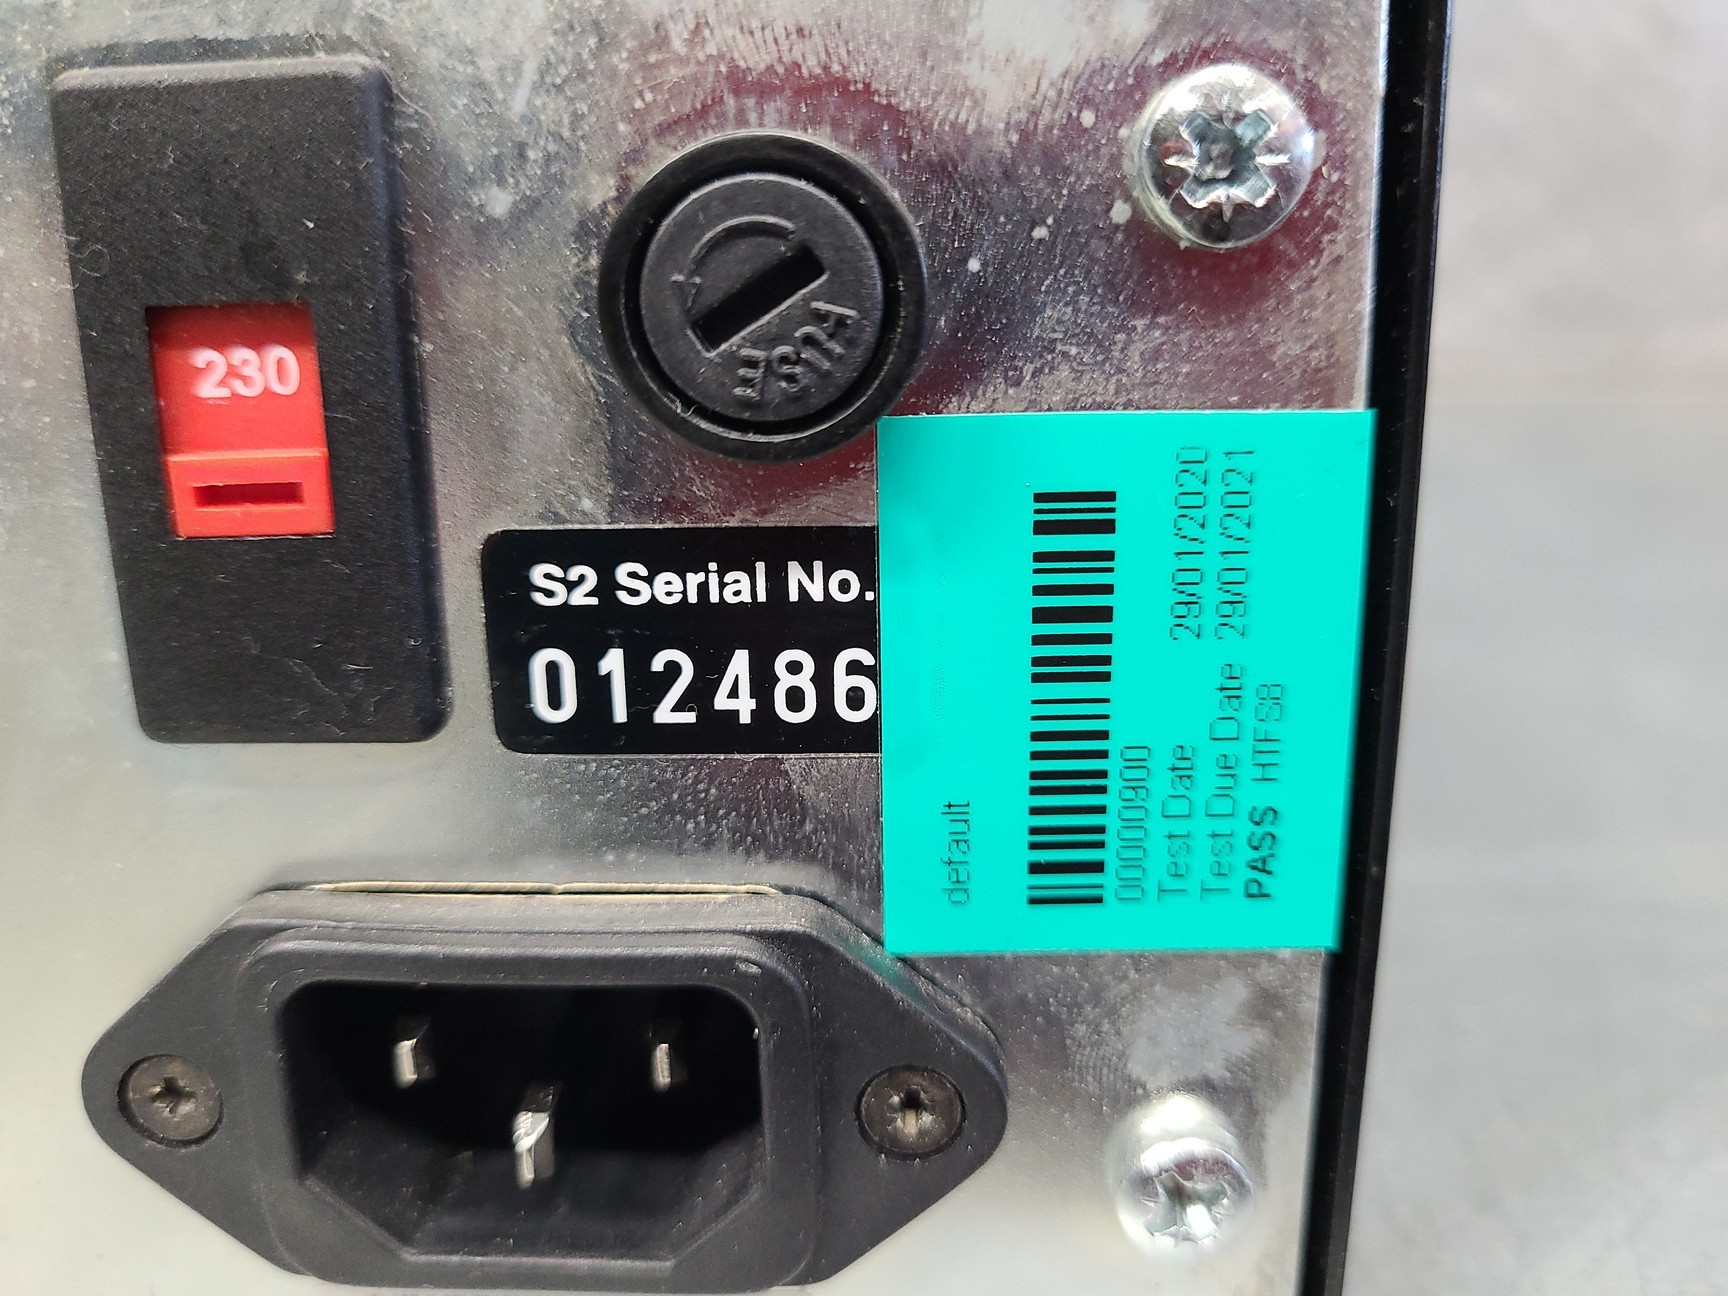 230
FUSE
S2 Serial No.
012486
default
00000900
Test Date 29/01/2020
Test Due Date 29/01/2021
PASS HTFS8